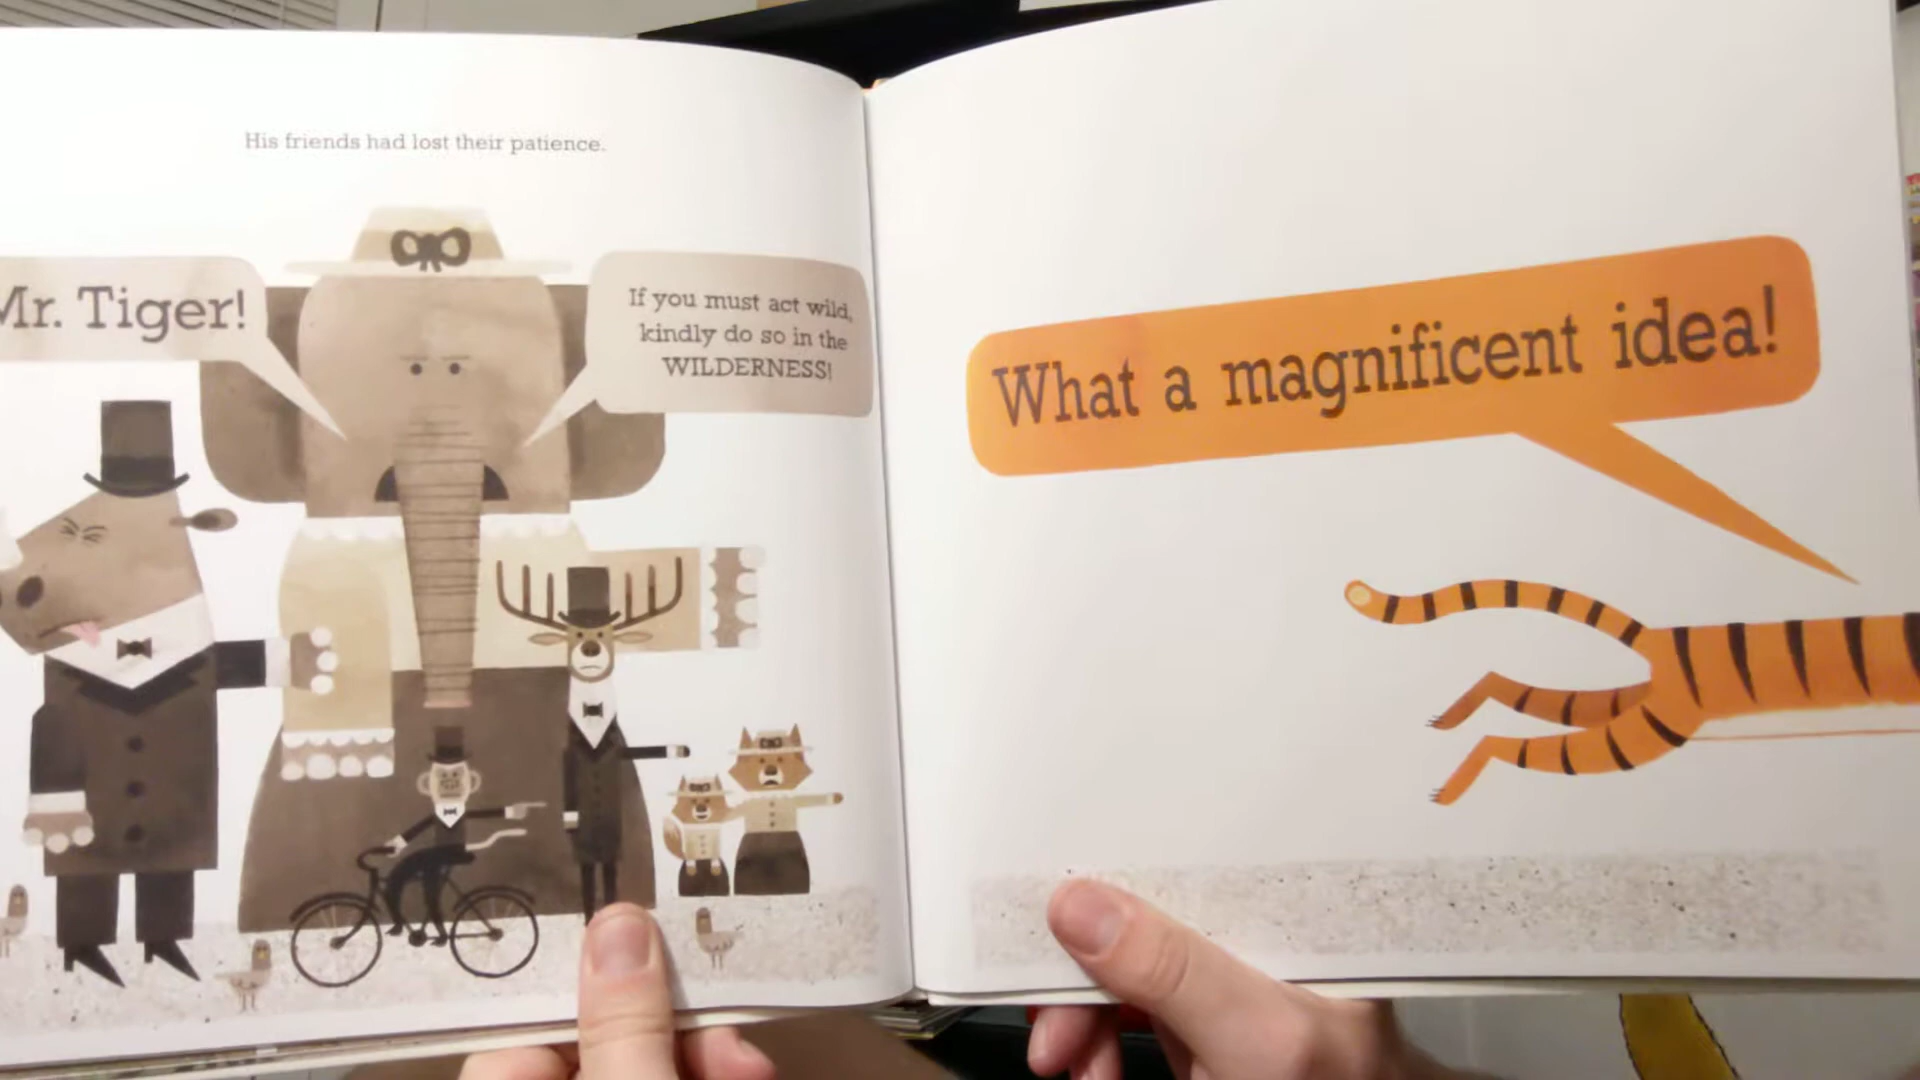 His friends had lost their patience.
Mr. Tiger!
If you must act wild,
kindly do so in the
WILDERNESS!
What a magnificent idea!